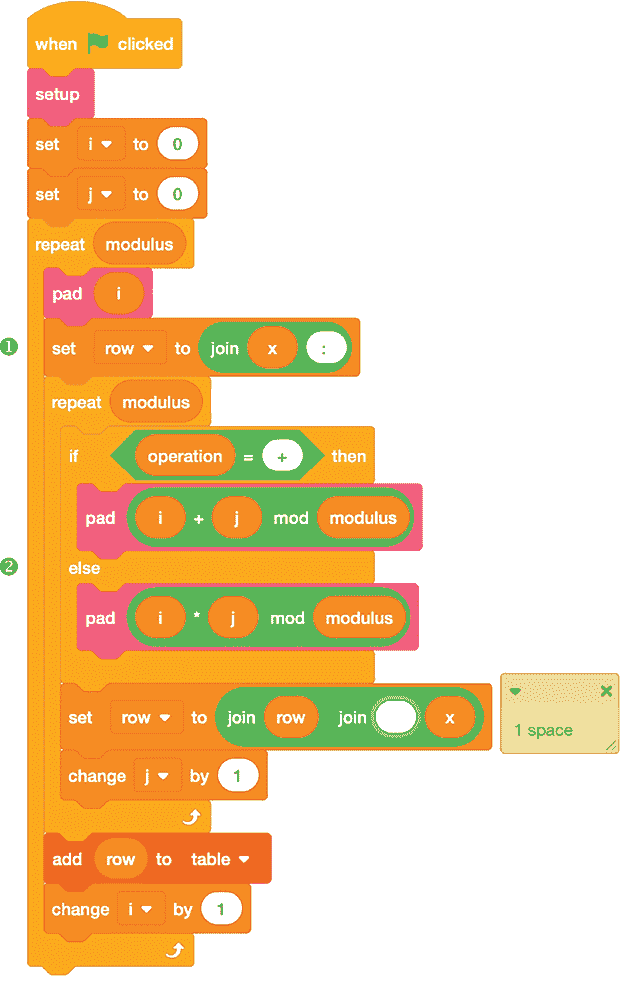 when clicked
setup
set i to 0
set j to 0
repeat modulus
pad i
❶ set row to join x :
repeat modulus
if operation = + then
pad i + j mod modulus
❷ else
pad i * j mod modulus
set row to join row join x
1 space
change j by 1
add row to table
change i by 1